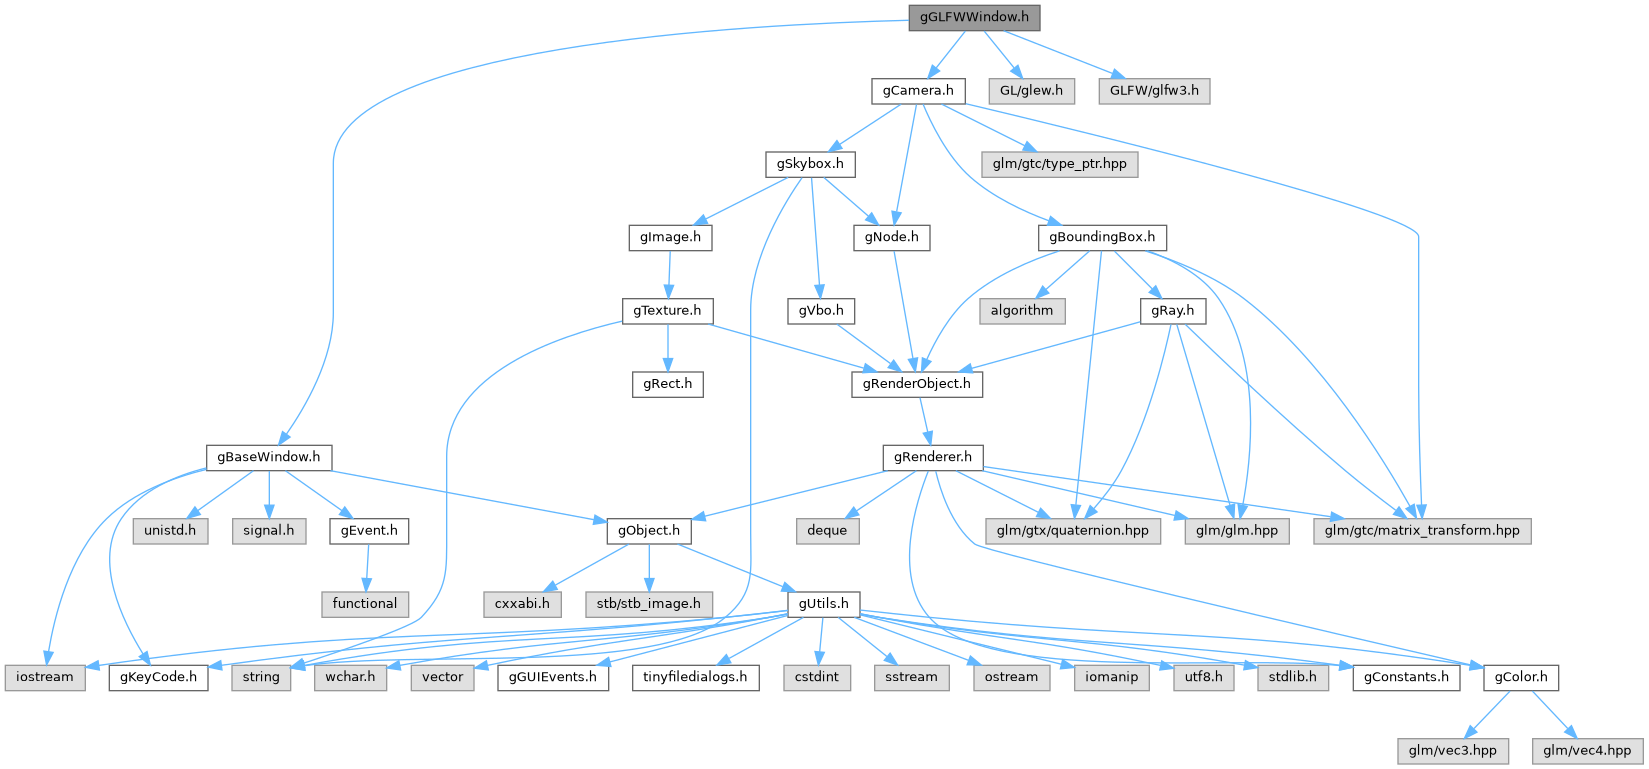 gGLFWWindow.h
gCamera.h
GL/glew.h
GLFW/glfw3.h
gSkybox.h
glm/gtc/type_ptr.hpp
gImage.h
gNode.h
gBoundingBox.h
gTexture.h
gVbo.h
algorithm
gRay.h
gRect.h
gRenderObject.h
gBaseWindow.h
gRenderer.h
unistd.h
signal.h
gEvent.h
gObject.h
deque
glm/gtx/quaternion.hpp
glm/glm.hpp
glm/gtc/matrix_transform.hpp
functional
cxxabi.h
stb/stb_image.h
gUtils.h
iostream
gKeyCode.h
string
wchar.h
vector
gGUIEvents.h
tinyfiledialogs.h
cstdint
sstream
ostream
iomanip
utf8.h
stdlib.h
gConstants.h
gColor.h
glm/vec3.hpp
glm/vec4.hpp